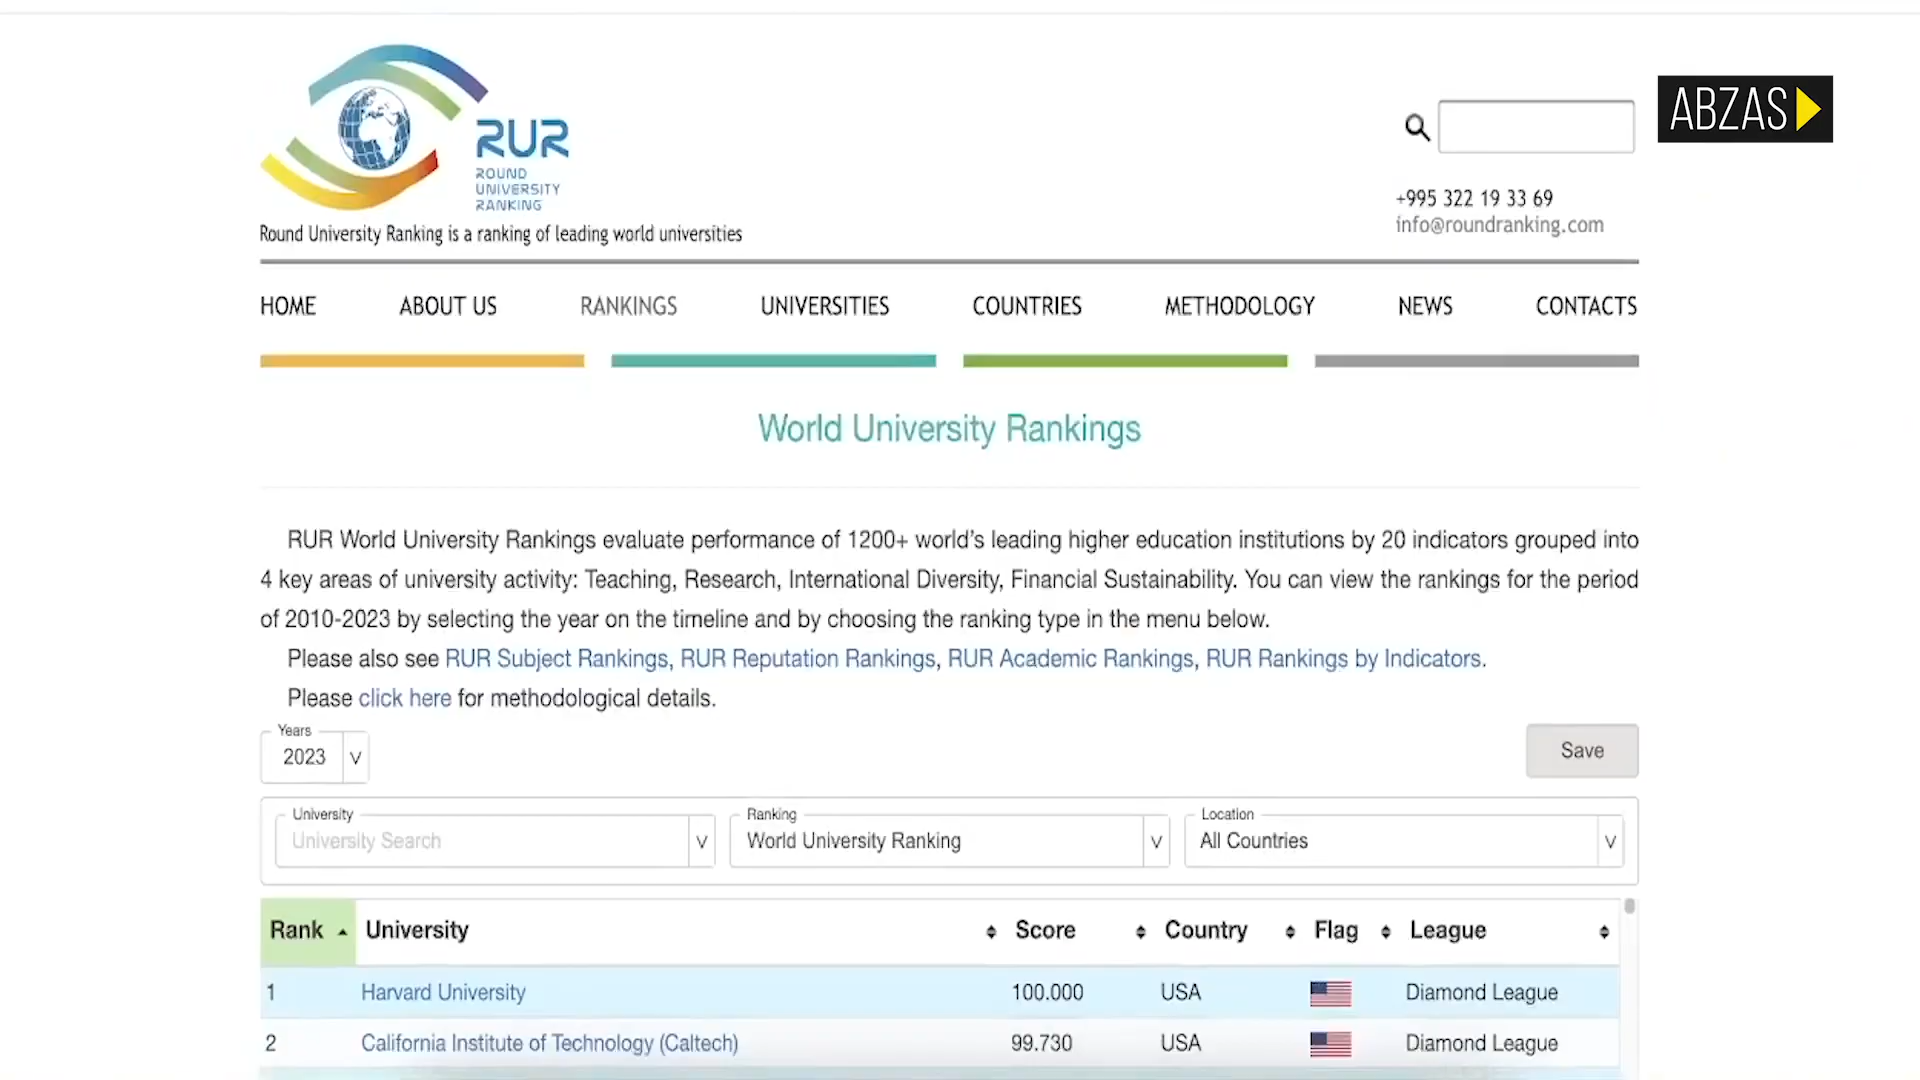 ABZAS
RUR
ROUND
UNIVERSITY
RANKING
Round University Ranking is a ranking of leading world universities
+995 322 19 33 69
info@roundranking.com
HOME ABOUT US RANKINGS UNIVERSITIES COUNTRIES METHODOLOGY NEWS CONTACTS
World University Rankings
RUR World University Rankings evaluate performance of 1200+ world's leading higher education institutions by 20 indicators grouped into
4 key areas of university activity: Teaching, Research, International Diversity, Financial Sustainability. You can view the rankings for the period
of 2010-2023 by selecting the year on the timeline and by choosing the ranking type in the menu below.
Please also see RUR Subject Rankings, RUR Reputation Rankings, RUR Academic Rankings, RUR Rankings by Indicators.
Please click here for methodological details.
Years
2023 V
Save
University Ranking Location
University Search V World University Ranking V All Countries V
Rank University Score Country Flag League
1 Harvard University 100.000 USA Diamond League
2 California Institute of Technology (Caltech) 99.730 USA Diamond League